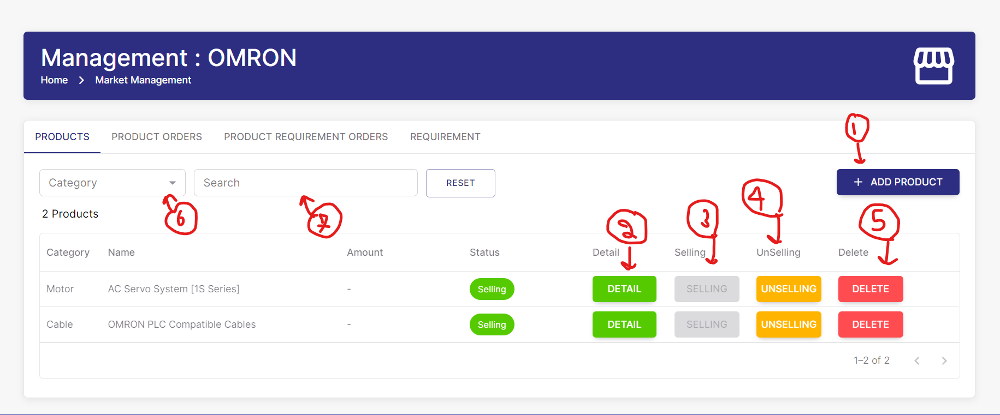 Management : OMRON
Home > Market Management
1
PRODUCTS PRODUCT ORDERS PRODUCT REQUIREMENT ORDERS REQUIREMENT
Category Search RESET + ADD PRODUCT
4
2 Products 6 7 2 3 5
Category Name Amount Status Detail Selling UnSelling Delete
Motor AC Servo System [1S Series] - Selling DETAIL SELLING UNSELLING DELETE
Cable OMRON PLC Compatible Cables - Selling DETAIL SELLING UNSELLING DELETE
1–2 of 2 < >